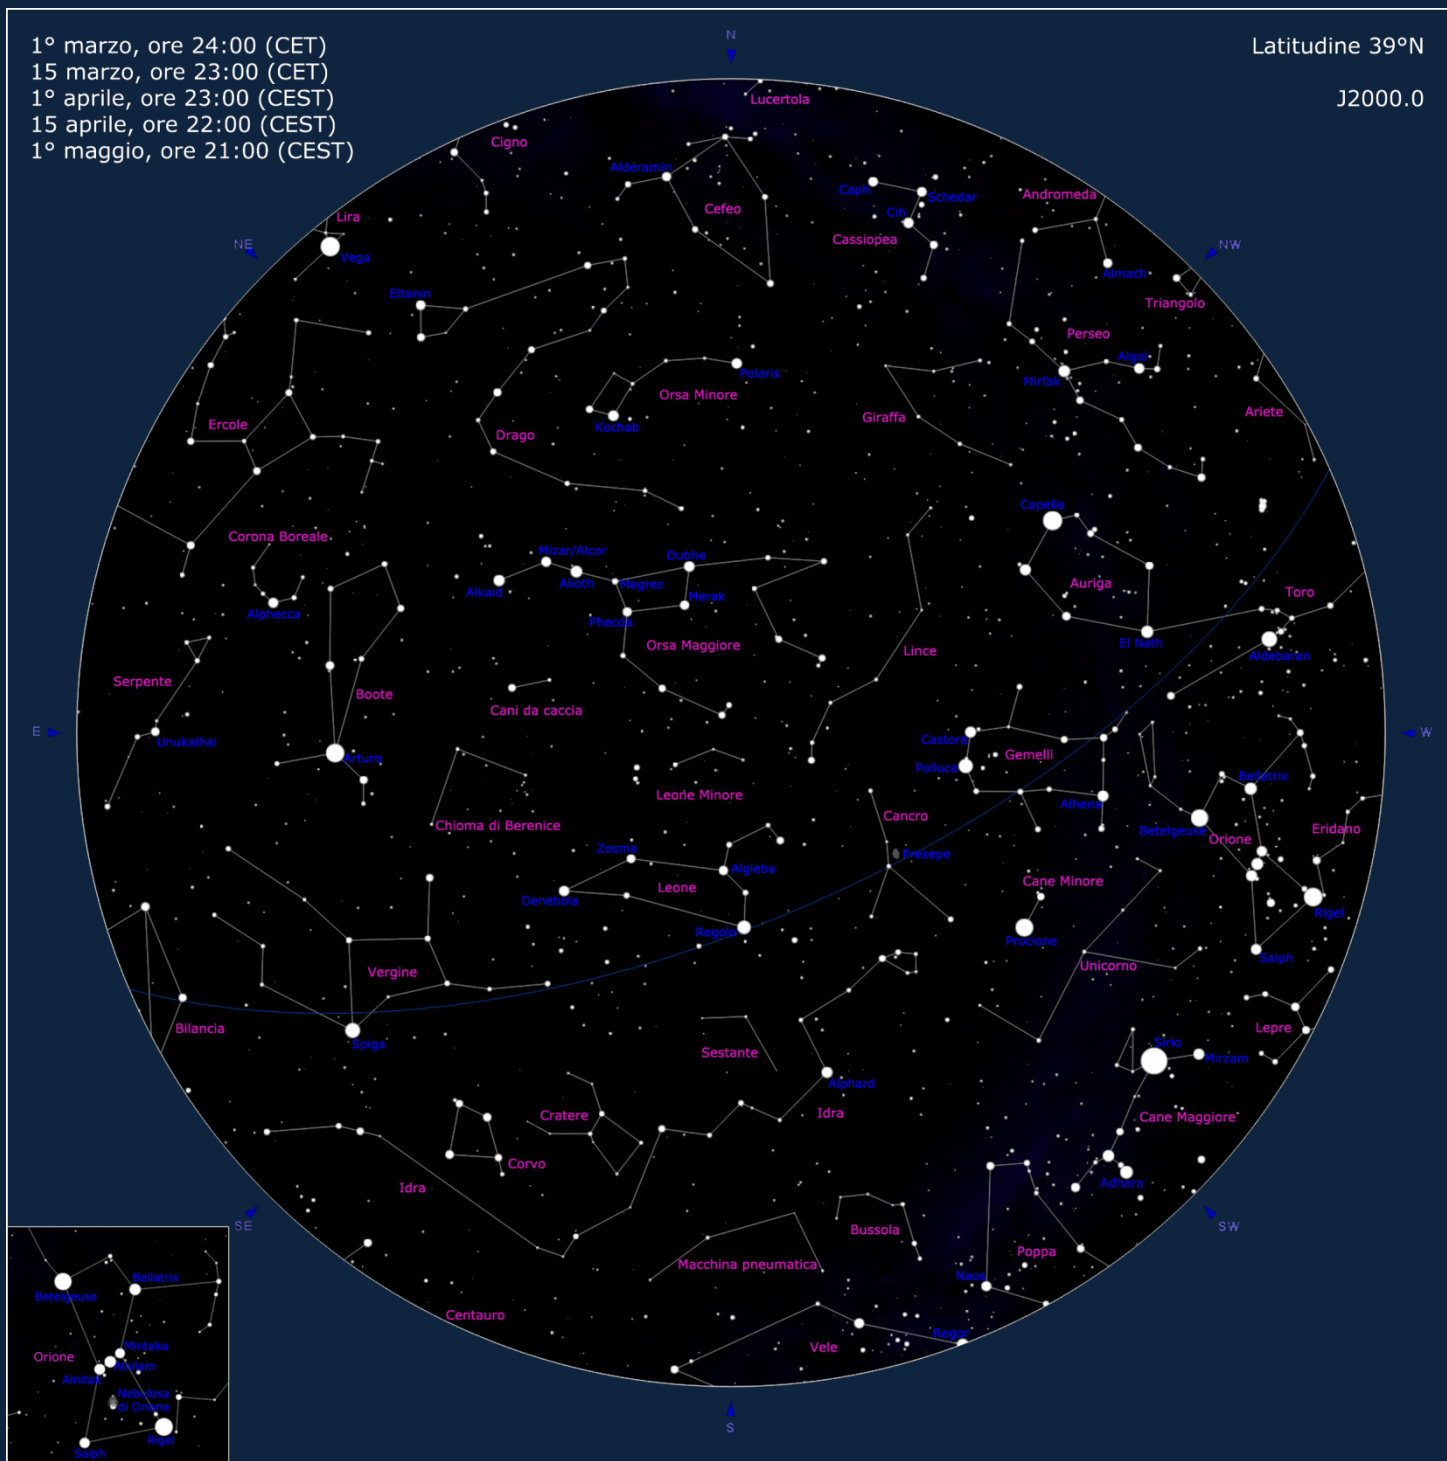 1° marzo, ore 24:00 (CET)
15 marzo, ore 23:00 (CET)
1° aprile, ore 23:00 (CEST)
15 aprile, ore 22:00 (CEST)
1° maggio, ore 21:00 (CEST)
Latitudine 39°N
J2000.0
N
Lucertola
Cigno
Aldéramin
Caph
Schedar
Andromeda
Cefeo
Cih
Lira
Cassiopea
NE
NW
Vega
Almach
Eltanin
Triangolo
Perseo
Algol
Polaris
Mirfak
Orsa Minore
Ariete
Giraffa
Ercole
Kochab
Drago
Capella
Corona Boreale
Mizar/Alcor
Dubhe
Alioth
Megrez
Auriga
Alkaid
Toro
Merak
Alphecca
Phecda
El Nath
Orsa Maggiore
Lince
Aldebaran
Serpente
Boote
Cani da caccia
E
W
Unukalhai
Castore
Arturo
Gemelli
Polluce
Bellatrix
Leone Minore
Alhena
Cancro
Chioma di Berenice
Betelgeuse
Eridano
Orione
Zosma
Presepe
Algieba
Cane Minore
Leone
Denebola
Rigel
Regolo
Procione
Saiph
Unicorno
Vergine
Bilancia
Lepre
Spiga
Sirio
Sestante
Mirzam
Alphard
Idra
Cratere
Cane Maggiore
Corvo
Adhara
Idra
SE
SW
Bussola
Poppa
Macchina pneumatica
Naos
Centauro
Regor
Vele
S
Bellatrix
Betelgeuse
Mintaka
Orione
Alnilam
Alnitak
Nebulosa
di Orione
Rigel
Saiph